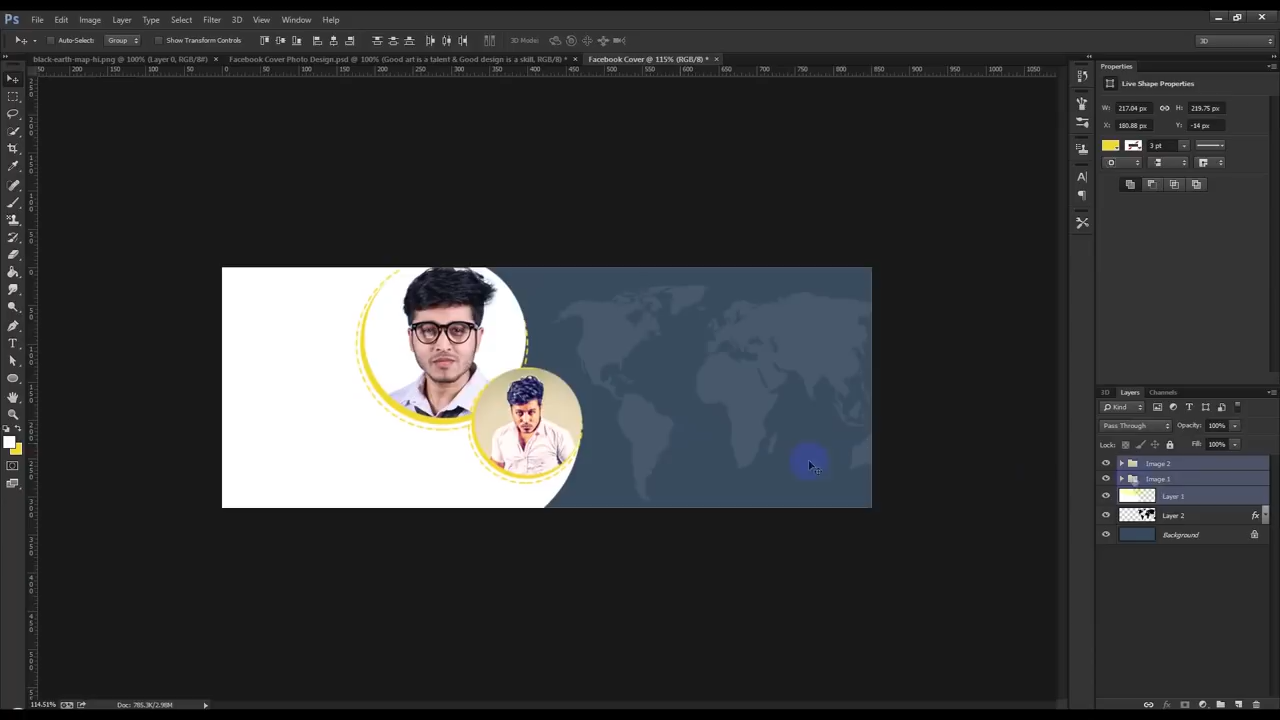 Ps File Edit Image Layer Type Select Filter 3D View Window Help
Auto-Select: Group Show Transform Controls 3D Mode: 3D
black-earth-map-hi.png @ 100% (Layer 0, RGB/8#) × Facebook Cover Photo Design.psd @ 100% (Good art is a talent & Good design is a skill, RGB/8) * × Facebook Cover @ 115% (RGB/8) * ×
Properties
Live Shape Properties
W: 217.04 px H: 219.75 px
X: 180.88 px Y: -14 px
3 pt
3D Layers Channels
Kind
Pass Through Opacity: 100%
Lock: Fill: 100%
Image 2
Image 1
Layer 1
Layer 2 fx
Background
114.51% Doc: 785.3K/2.98M